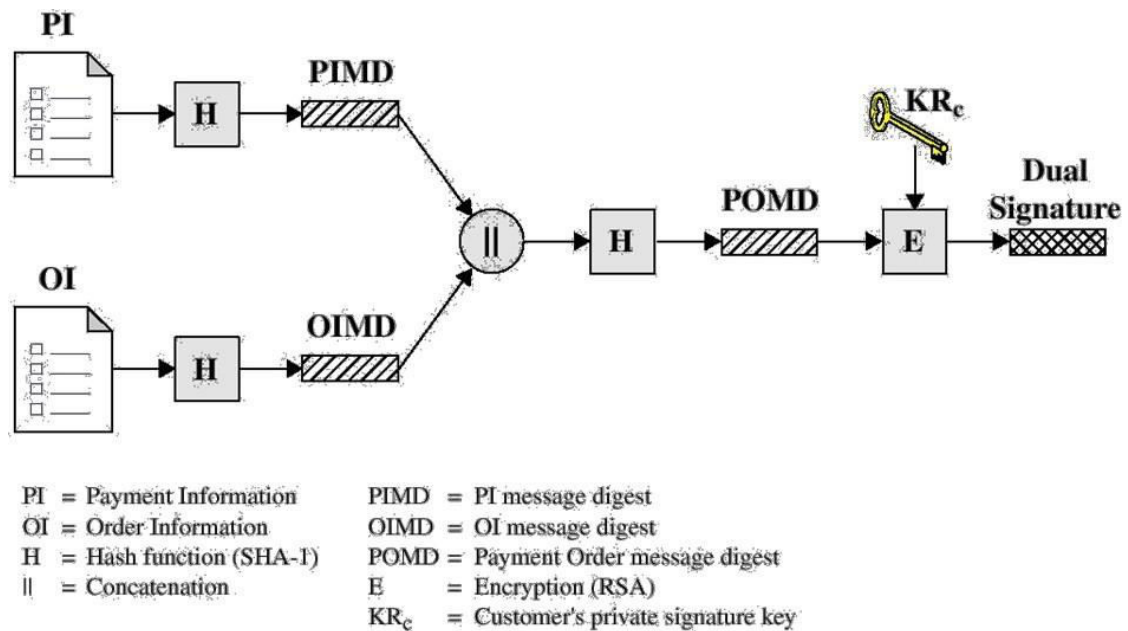 PI
H
PIMD
KRc
Dual
Signature
||
H
POMD
E
OI
H
OIMD
PI = Payment Information
OI = Order Information
H = Hash function (SHA-1)
|| = Concatenation
PIMD = PI message digest
OIMD = OI message digest
POMD = Payment Order message digest
E = Encryption (RSA)
KRc = Customer's private signature key